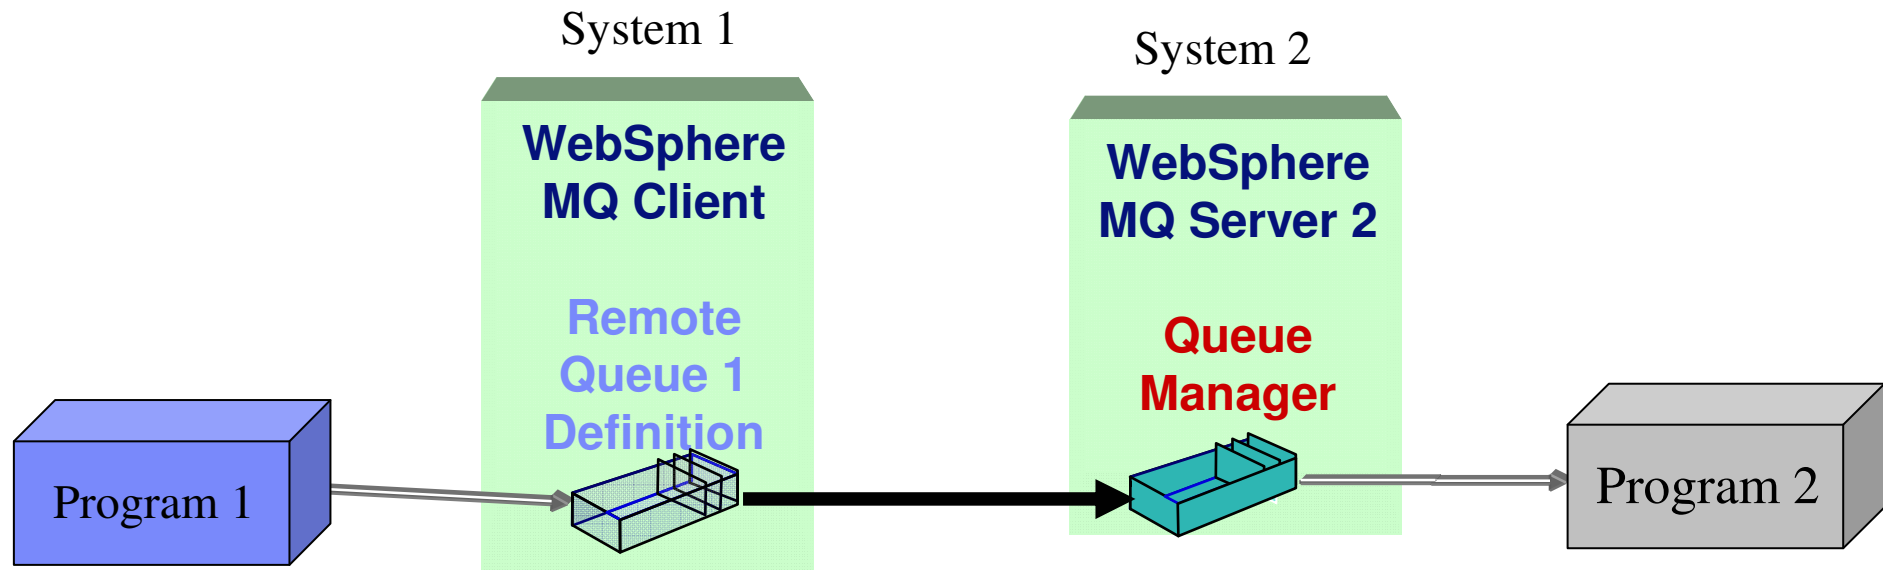 System 1
WebSphere
MQ Client
Remote
Queue 1
Definition
System 2
WebSphere
MQ Server 2
Queue
Manager
Program 1
Program 2